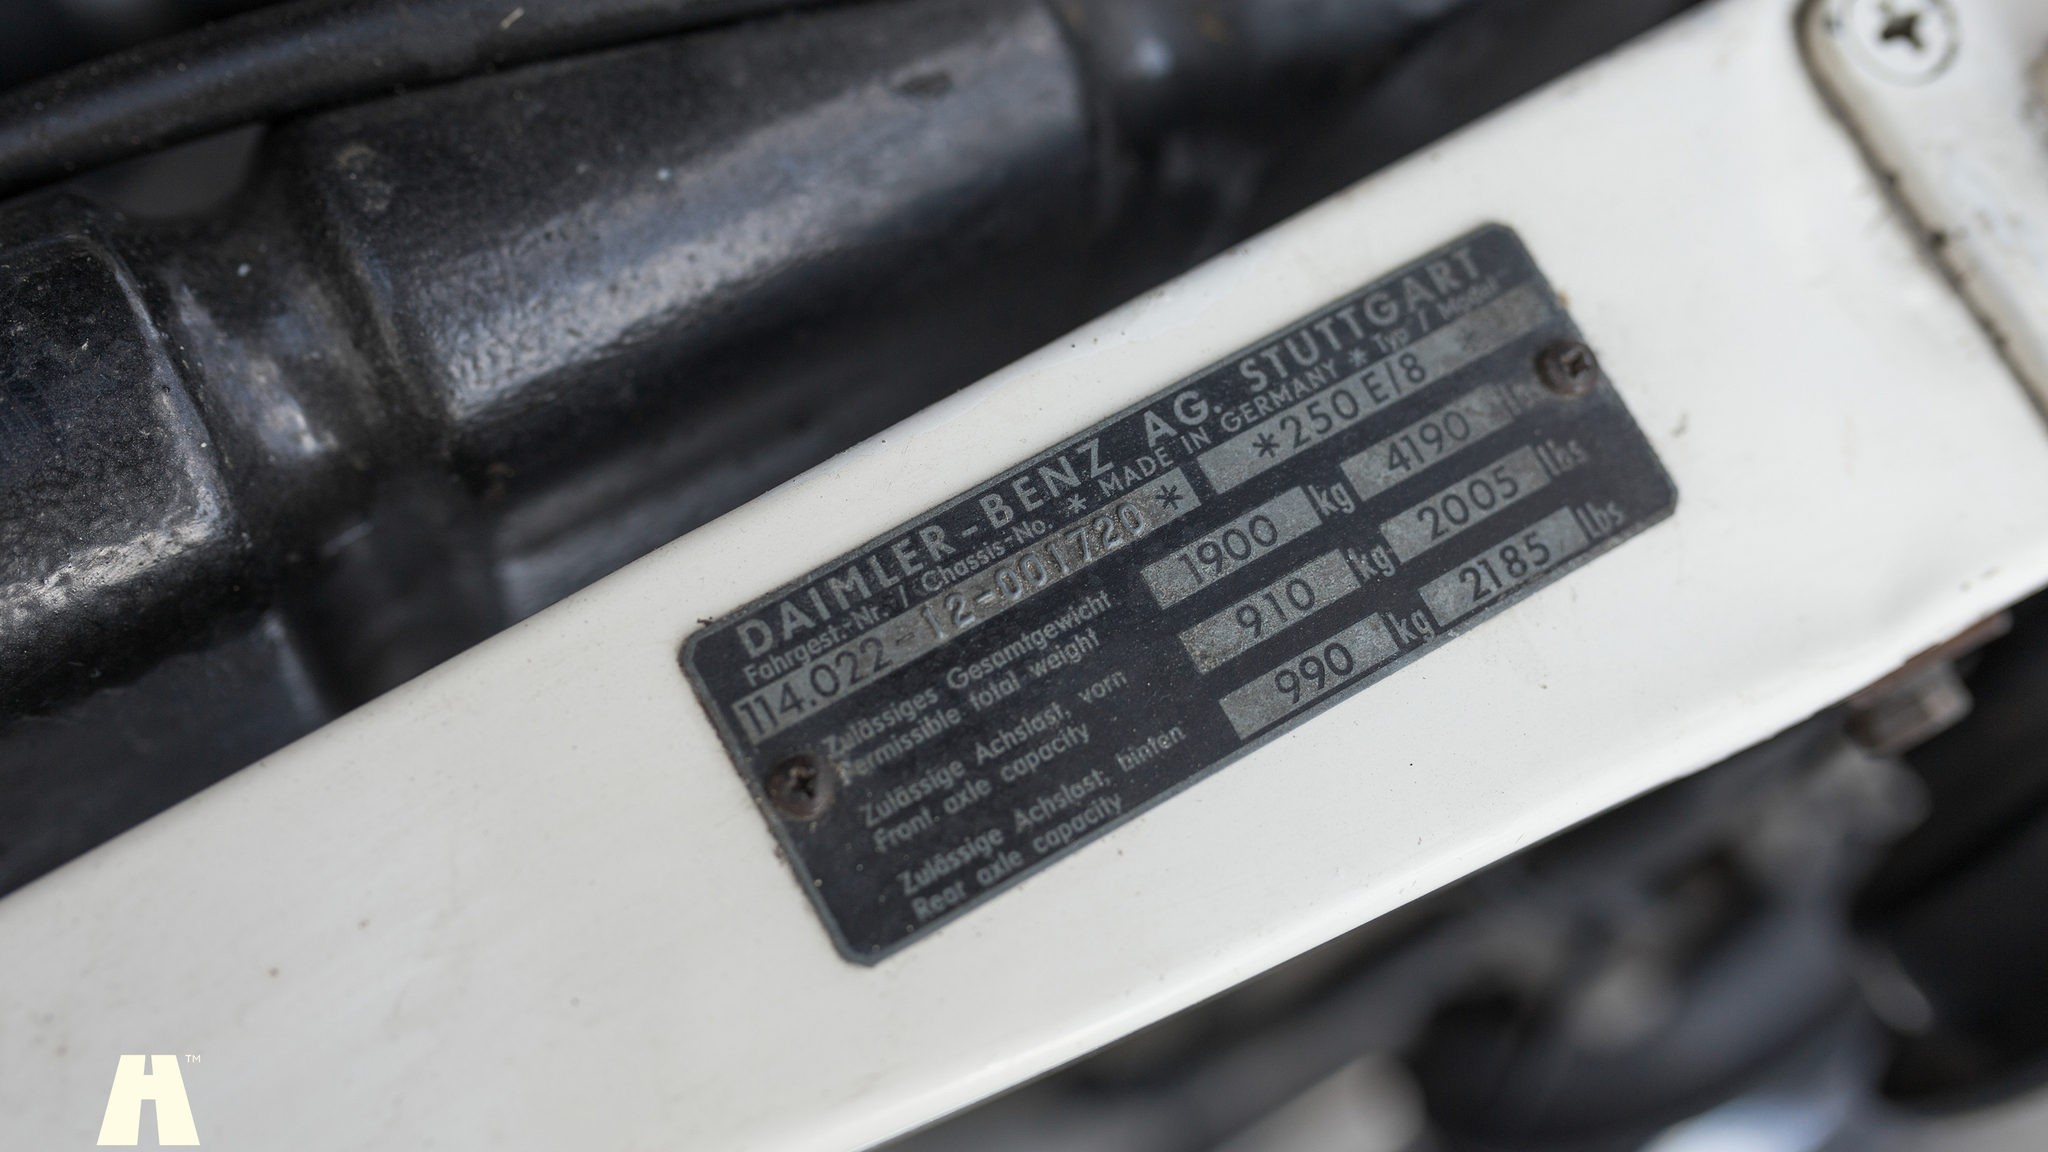 DAIMLER-BENZ AG. STUTTGART
Fahrgest.-Nr. / Chassis-No. * MADE IN GERMANY * Typ / Model
114.022-12-001720* *250 E/8 *
Zulässiges Gesamtgewicht
Permissible total weight 1900 kg 4190 lbs
Zulässige Achslast, vorn
Front axle capacity 910 kg 2005 lbs
Zulässige Achslast, hinten
Rear axle capacity 990 kg 2185 lbs
H™